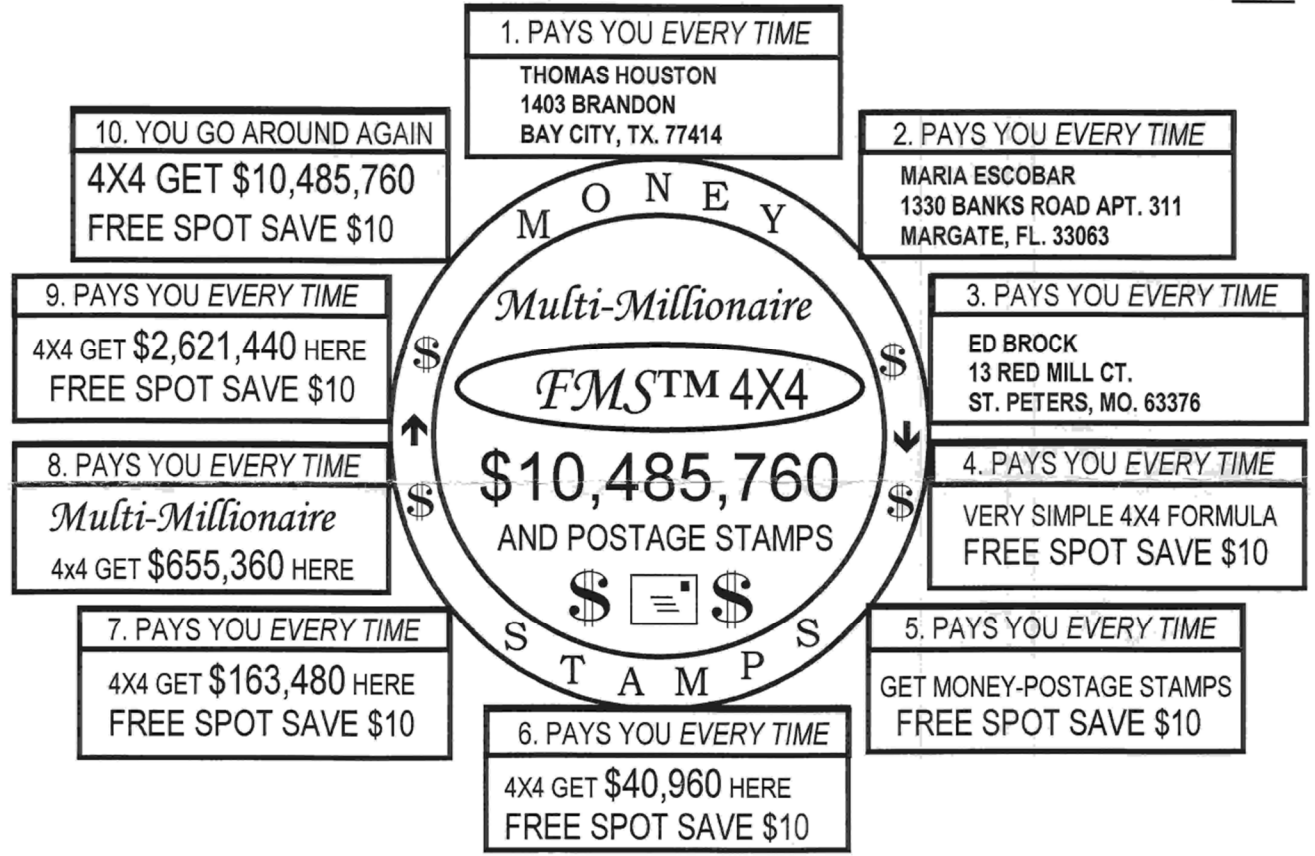 1. PAYS YOU EVERY TIME
THOMAS HOUSTON
1403 BRANDON
BAY CITY, TX. 77414
2. PAYS YOU EVERY TIME
MARIA ESCOBAR
1330 BANKS ROAD APT. 311
MARGATE, FL. 33063
3. PAYS YOU EVERY TIME
ED BROCK
13 RED MILL CT.
ST. PETERS, MO. 63376
4. PAYS YOU EVERY TIME
VERY SIMPLE 4X4 FORMULA
FREE SPOT SAVE $10
5. PAYS YOU EVERY TIME
GET MONEY-POSTAGE STAMPS
FREE SPOT SAVE $10
6. PAYS YOU EVERY TIME
4X4 GET $40,960 HERE
FREE SPOT SAVE $10
7. PAYS YOU EVERY TIME
4X4 GET $163,480 HERE
FREE SPOT SAVE $10
8. PAYS YOU EVERY TIME
Multi-Millionaire
4x4 GET $655,360 HERE
9. PAYS YOU EVERY TIME
4X4 GET $2,621,440 HERE
FREE SPOT SAVE $10
10. YOU GO AROUND AGAIN
4X4 GET $10,485,760
FREE SPOT SAVE $10
MONEY
$ $
Multi-Millionaire
FMS™ 4X4
$10,485,760
AND POSTAGE STAMPS
$ $
$ $
STAMPS